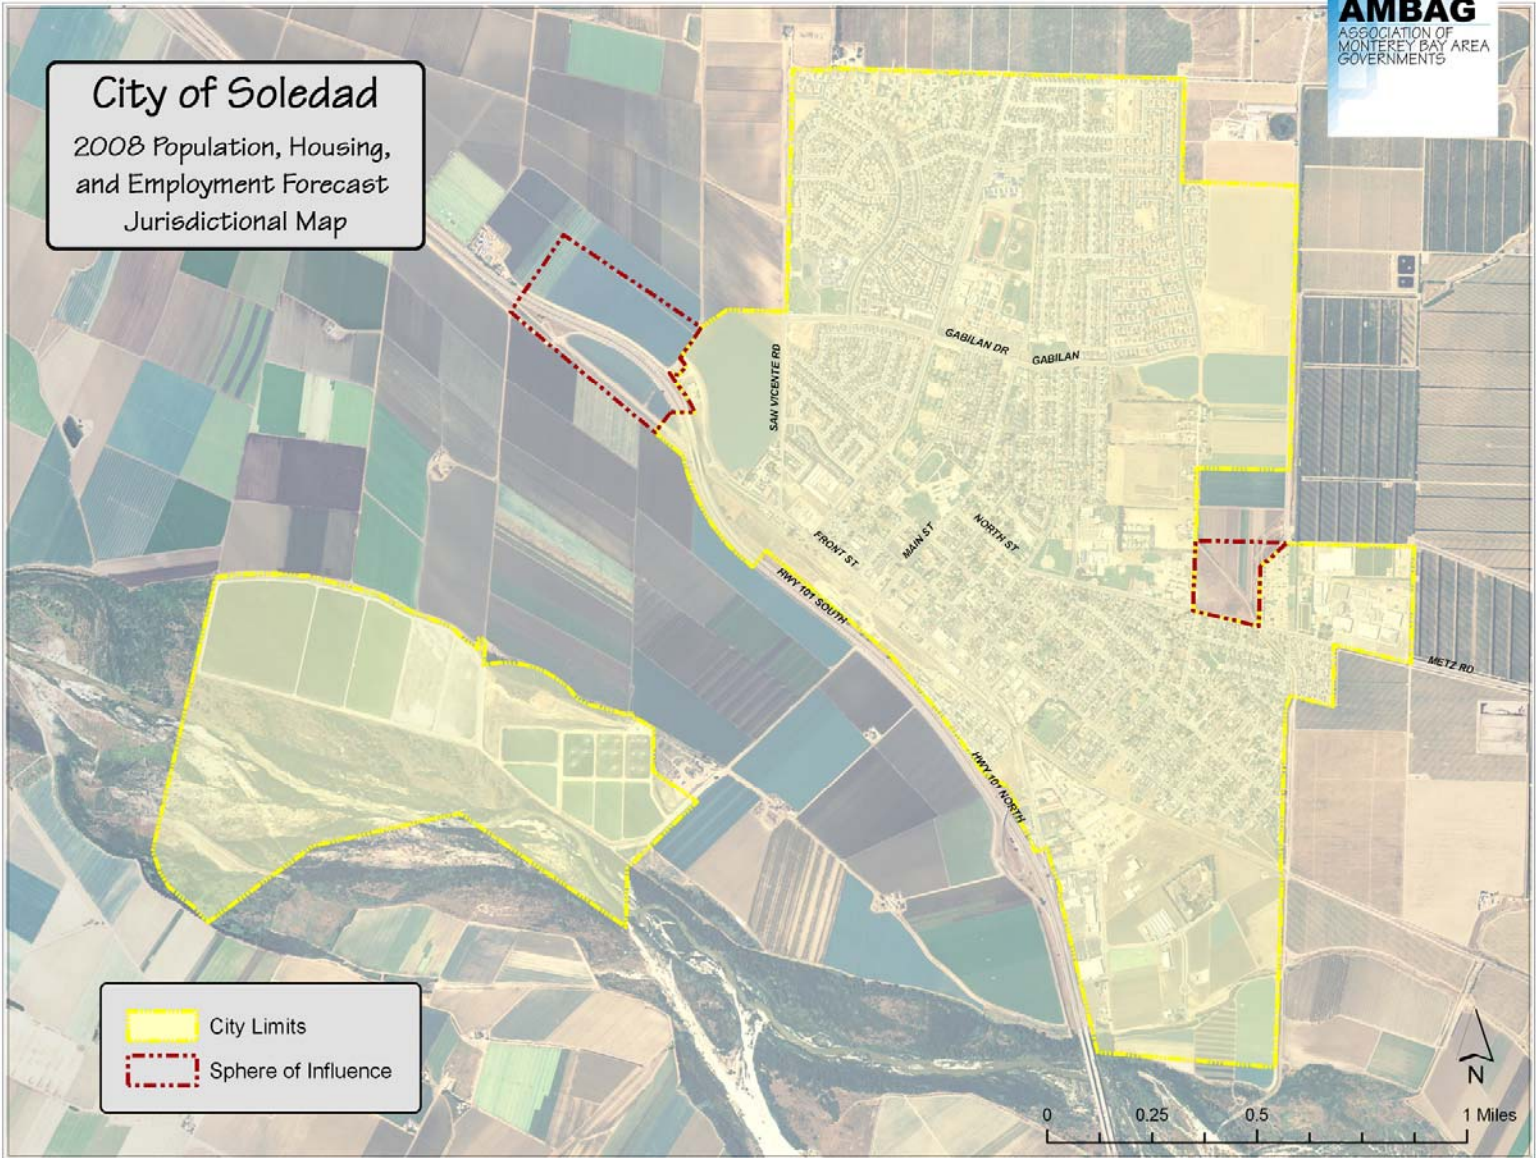 AMBAG
ASSOCIATION OF
MONTEREY BAY AREA
GOVERNMENTS
City of Soledad
2008 Population, Housing,
and Employment Forecast
Jurisdictional Map
SAN VICENTE RD
GABILAN DR
GABILAN
FRONT ST
MAIN ST
NORTH ST
HWY 101 SOUTH
METZ RD
HWY 101 NORTH
City Limits
Sphere of Influence
N
0 0.25 0.5 1 Miles